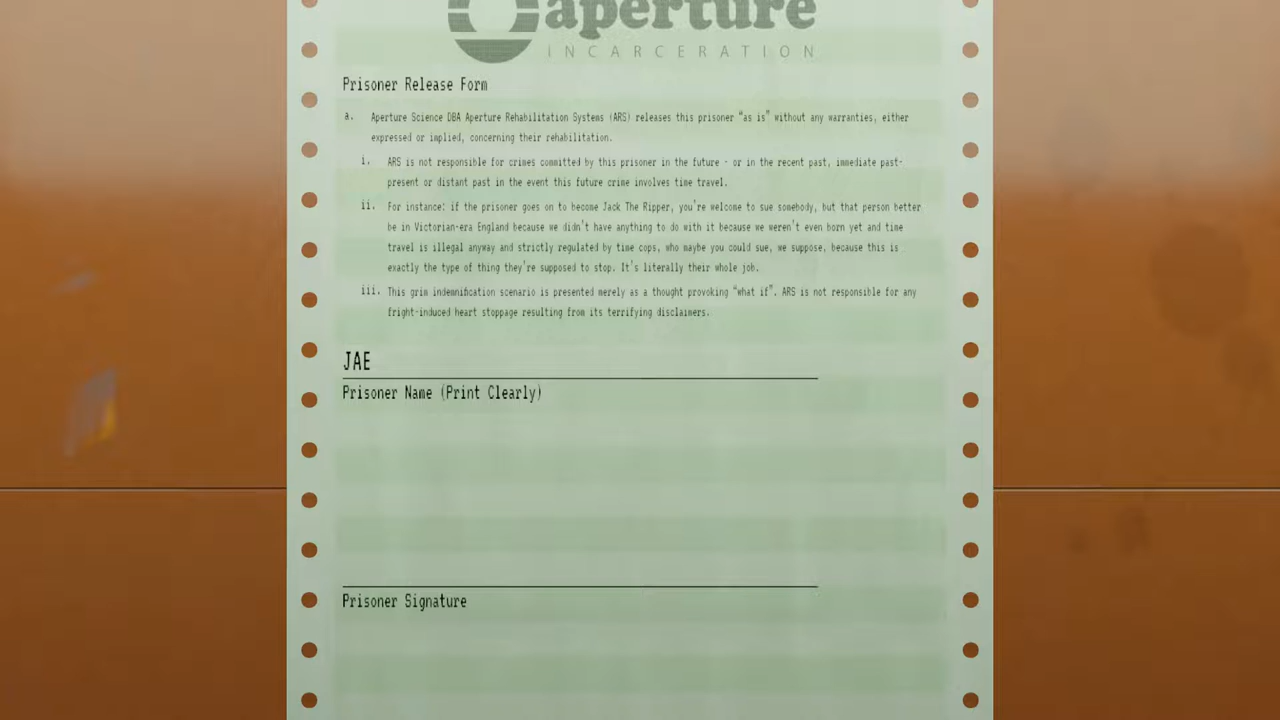 aperture
INCARCERATION
Prisoner Release Form
a. Aperture Science DBA Aperture Rehabilitation Systems (ARS) releases this prisoner “as is” without any warranties, either
expressed or implied, concerning their rehabilitation.
i. ARS is not responsible for crimes committed by this prisoner in the future - or in the recent past, immediate past-
present or distant past in the event this future crime involves time travel.
ii. For instance: if the prisoner goes on to become Jack The Ripper, you're welcome to sue somebody, but that person better
be in Victorian-era England because we didn't have anything to do with it because we weren't even born yet and time
travel is illegal anyway and strictly regulated by time cops, who maybe you could sue, we suppose, because this is
exactly the type of thing they're supposed to stop. It's literally their whole job.
iii. This grim indemnification scenario is presented merely as a thought provoking “what if”. ARS is not responsible for any
fright-induced heart stoppage resulting from its terrifying disclaimers.
JAE
Prisoner Name (Print Clearly)
Prisoner Signature